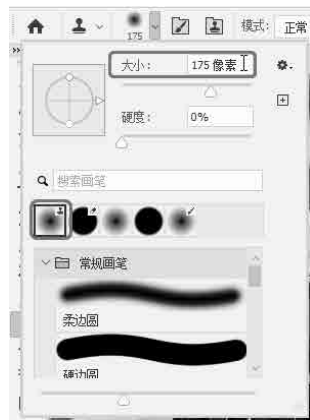 175 模式: 正常
大小: 175 像素
硬度: 0%
搜索画笔
常规画笔
柔边圆
硬边圆